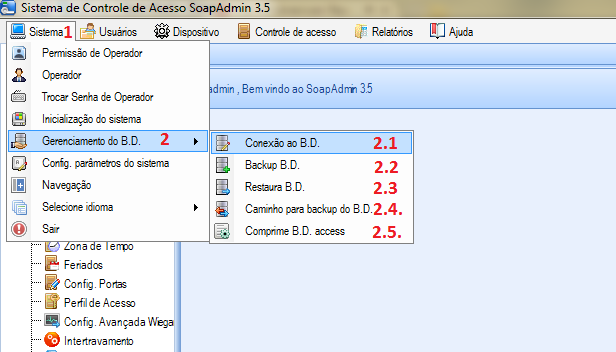 Sistema de Controle de Acesso SoapAdmin 3.5
Sistema 1 Usuários Dispositivo Controle de acesso Relatórios Ajuda
Permissão de Operador
Operador
admin , Bem vindo ao SoapAdmin 3.5
Trocar Senha de Operador
Inicialização do sistema
Gerenciamento do B.D. 2
Conexão ao B.D. 2.1
Config. parâmetros do sistema
Backup B.D. 2.2
Navegação
Restaura B.D. 2.3
Selecione idioma
Caminho para backup do B.D. 2.4.
Sair
Comprime B.D. access 2.5.
Zona de Tempo
Feriados
Config. Portas
Perfil de Acesso
Config. Avançada Wiega
Intertravamento